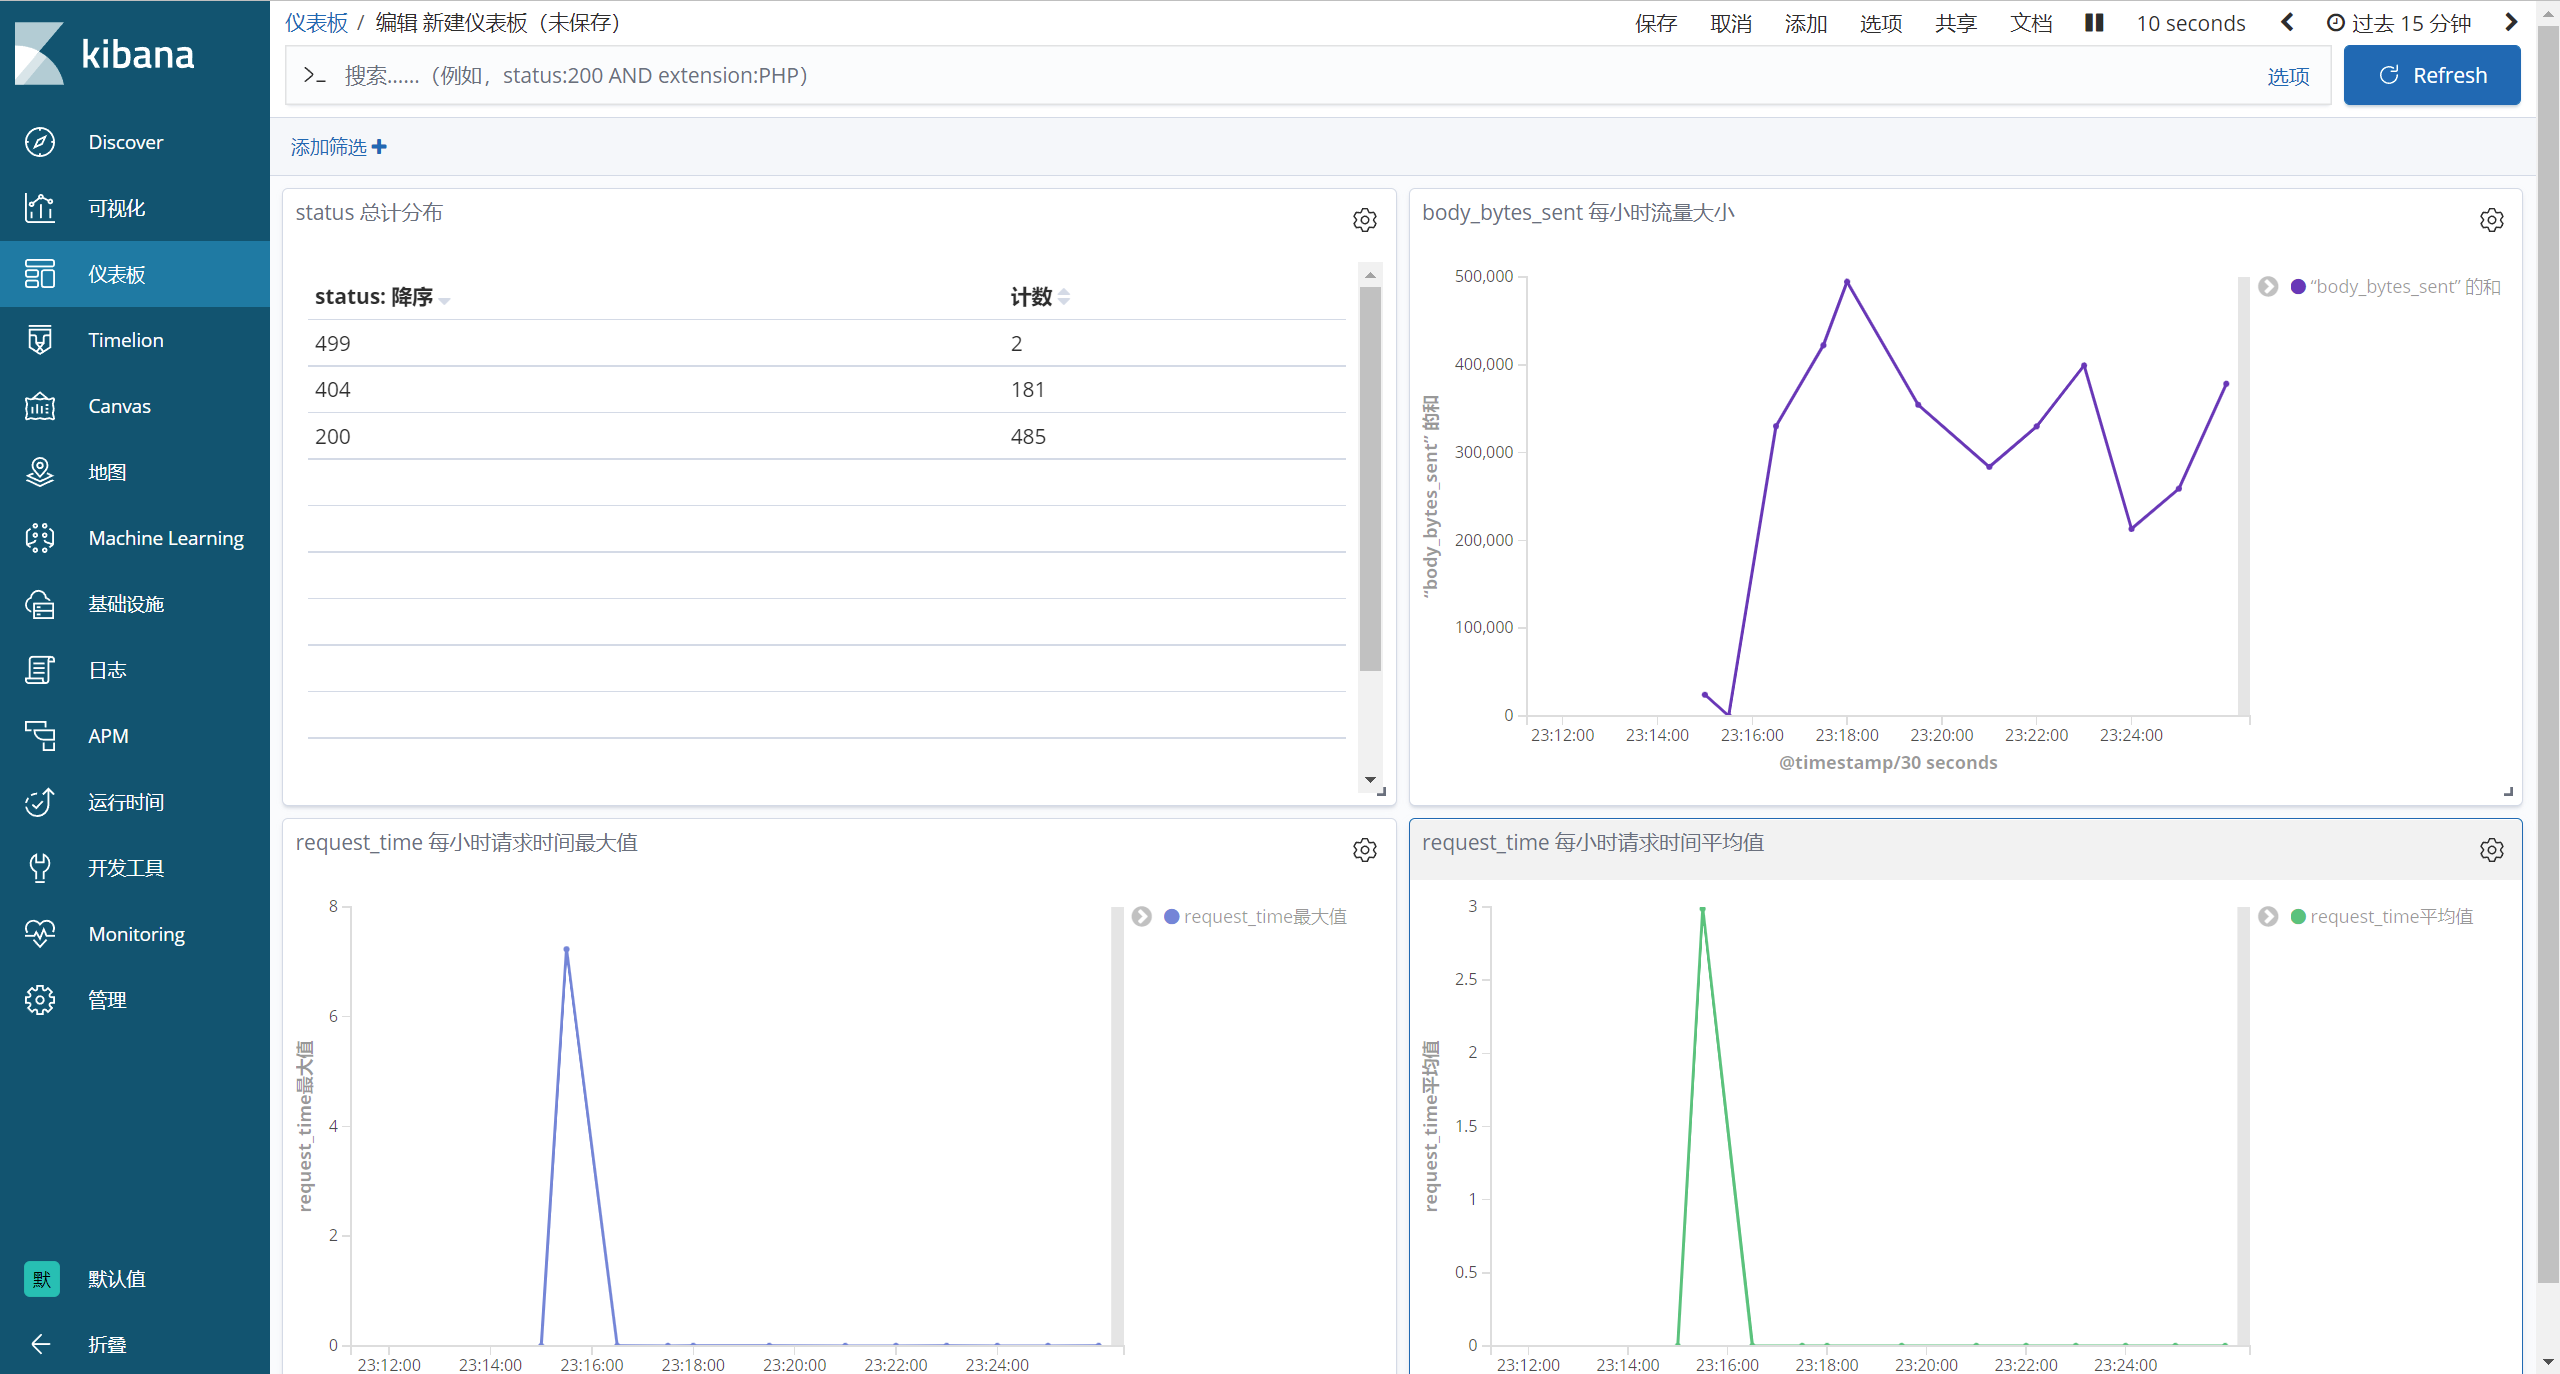 kibana
Discover
可视化
仪表板
Timelion
Canvas
地图
Machine Learning
基础设施
日志
APM
运行时间
开发工具
Monitoring
管理
默 默认值
折叠
仪表板 / 编辑 新建仪表板（未保存）
保存 取消 添加 选项 共享 文档 10 seconds 过去 15 分钟
>_ 搜索……（例如，status:200 AND extension:PHP） 选项 Refresh
添加筛选
status 总计分布
status: 降序 计数
499 2
404 181
200 485
body_bytes_sent 每小时流量大小
“body_bytes_sent” 的和
500,000
400,000
300,000
200,000
100,000
0
“body_bytes_sent” 的和
23:12:00 23:14:00 23:16:00 23:18:00 23:20:00 23:22:00 23:24:00
@timestamp/30 seconds
request_time 每小时请求时间最大值
request_time最大值
8
6
4
2
0
request_time最大值
23:12:00 23:14:00 23:16:00 23:18:00 23:20:00 23:22:00 23:24:00
request_time 每小时请求时间平均值
request_time平均值
3
2.5
2
1.5
1
0.5
0
request_time平均值
23:12:00 23:14:00 23:16:00 23:18:00 23:20:00 23:22:00 23:24:00